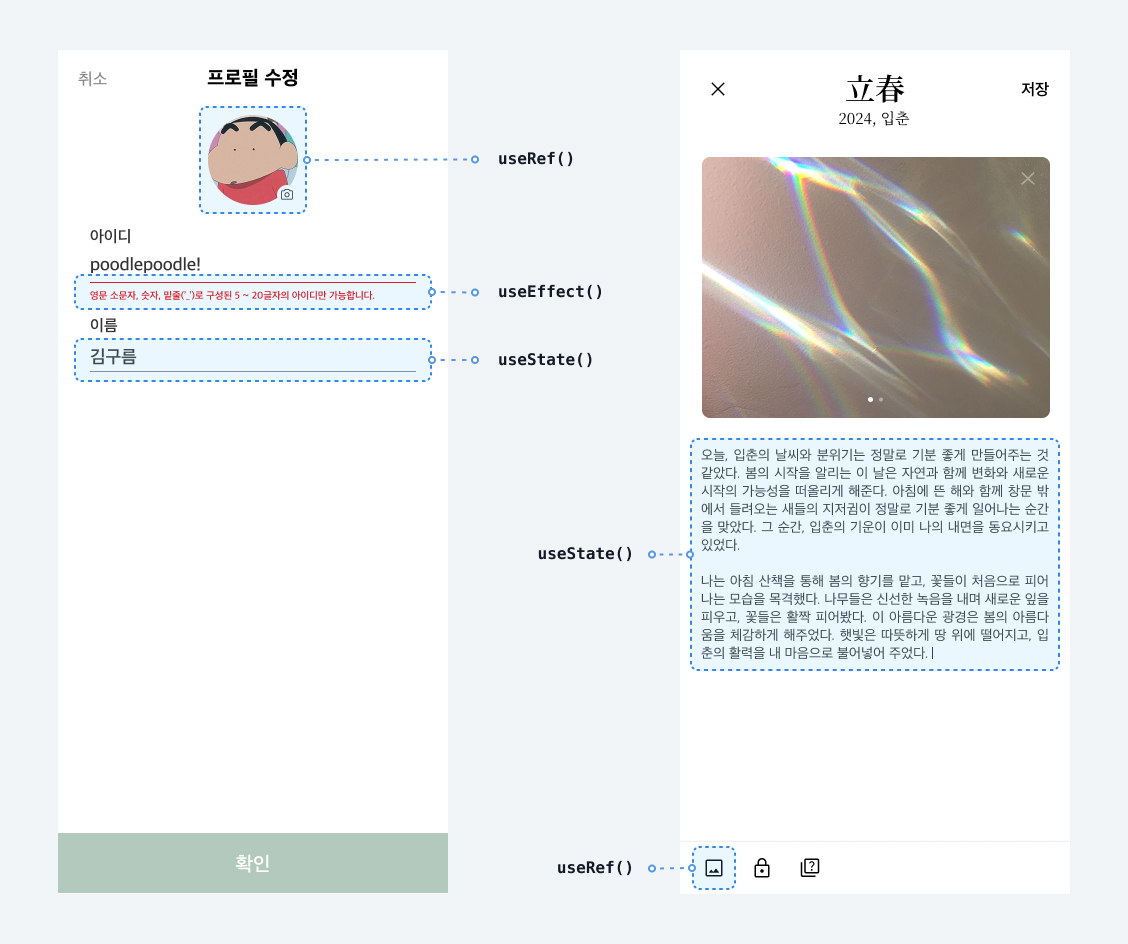 취소
프로필 수정
useRef()
아이디
poodlepoodle!
영문 소문자, 숫자, 밑줄('_')로 구성된 5 ~ 20글자의 아이디만 가능합니다.
useEffect()
이름
김구름
useState()
확인
立春
저장
2024, 입춘
오늘, 입춘의 날씨와 분위기는 정말로 기분 좋게 만들어주는 것
같았다. 봄의 시작을 알리는 이 날은 자연과 함께 변화와 새로운
시작의 가능성을 떠올리게 해준다. 아침에 뜬 해와 함께 창문 밖
에서 들려오는 새들의 지저귐이 정말로 기분 좋게 일어나는 순간
을 맞았다. 그 순간, 입춘의 기운이 이미 나의 내면을 동요시키고
있었다.
나는 아침 산책을 통해 봄의 향기를 맡고, 꽃들이 처음으로 피어
나는 모습을 목격했다. 나무들은 신선한 녹음을 내며 새로운 잎을
피우고, 꽃들은 활짝 피어봤다. 이 아름다운 광경은 봄의 아름다
움을 체감하게 해주었다. 햇빛은 따뜻하게 땅 위에 떨어지고, 입
춘의 활력을 내 마음으로 불어넣어 주었다.
useState()
useRef()